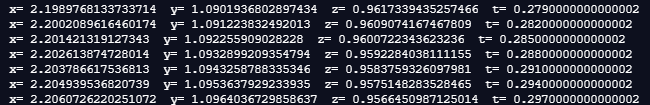 x= 2.1989768133733714  y= 1.0901936802897434  z= 0.9617339435257466  t= 0.2790000000000002
x= 2.2002089616460174  y= 1.091223832492013  z= 0.9609074167467809  t= 0.2820000000000002
x= 2.201421319127343  y= 1.092255909028228  z= 0.9600722343623236  t= 0.2850000000000002
x= 2.202613874728014  y= 1.0932899209354794  z= 0.9592284038111155  t= 0.2880000000000002
x= 2.203786617536813  y= 1.0943258788335346  z= 0.9583759326097981  t= 0.2910000000000002
x= 2.204939536820739  y= 1.0953637929233935  z= 0.9575148283528465  t= 0.2940000000000002
x= 2.2060726220251072  y= 1.0964036729858637  z= 0.9566450987125014  t= 0.2970000000000002